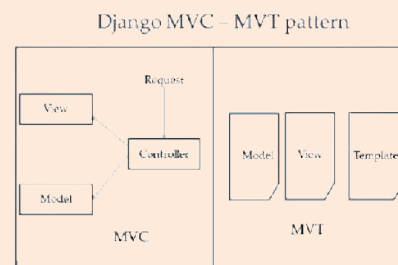 Django MVC – MVT pattern
Request
View
Controller
Model
MVC
Model
View
Template
MVT